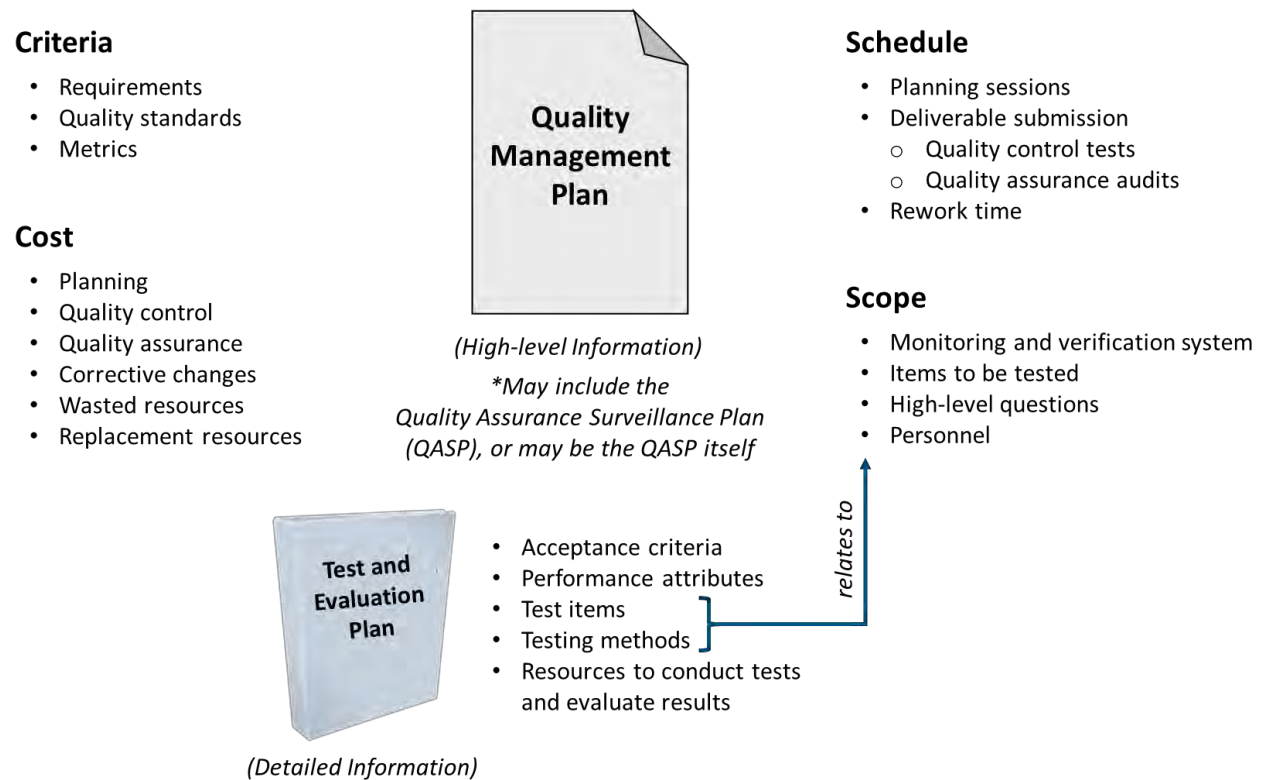 Criteria
• Requirements
• Quality standards
• Metrics
Cost
• Planning
• Quality control
• Quality assurance
• Corrective changes
• Wasted resources
• Replacement resources
Quality
Management
Plan
(High-level Information)
*May include the
Quality Assurance Surveillance Plan
(QASP), or may be the QASP itself
Schedule
• Planning sessions
• Deliverable submission
o Quality control tests
o Quality assurance audits
• Rework time
Scope
• Monitoring and verification system
• Items to be tested
• High-level questions
• Personnel
relates to
Test and
Evaluation
Plan
(Detailed Information)
• Acceptance criteria
• Performance attributes
• Test items
• Testing methods
• Resources to conduct tests
and evaluate results